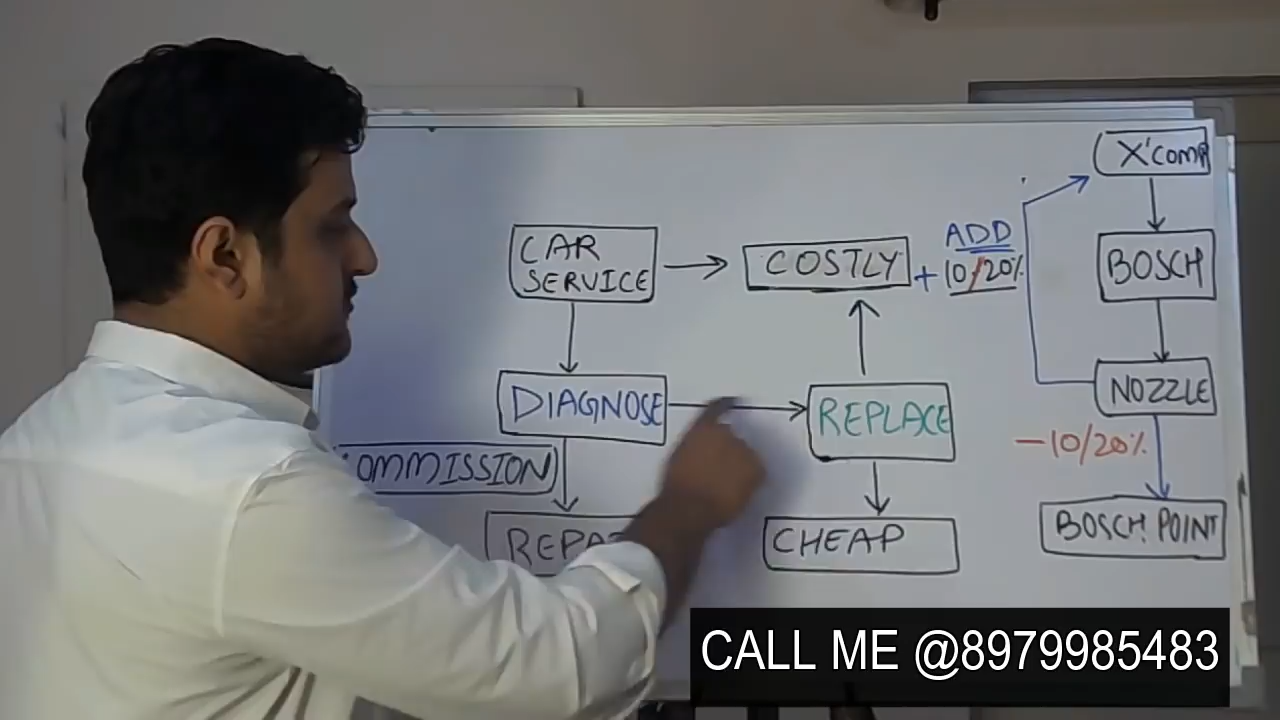 X'COMP
CAR
SERVICE
COSTLY
+
ADD
10/20%
BOSCH
DIAGNOSE
REPLACE
NOZZLE
-10/20%
COMMISSION
CHEAP
BOSCH POINT
CALL ME @8979985483